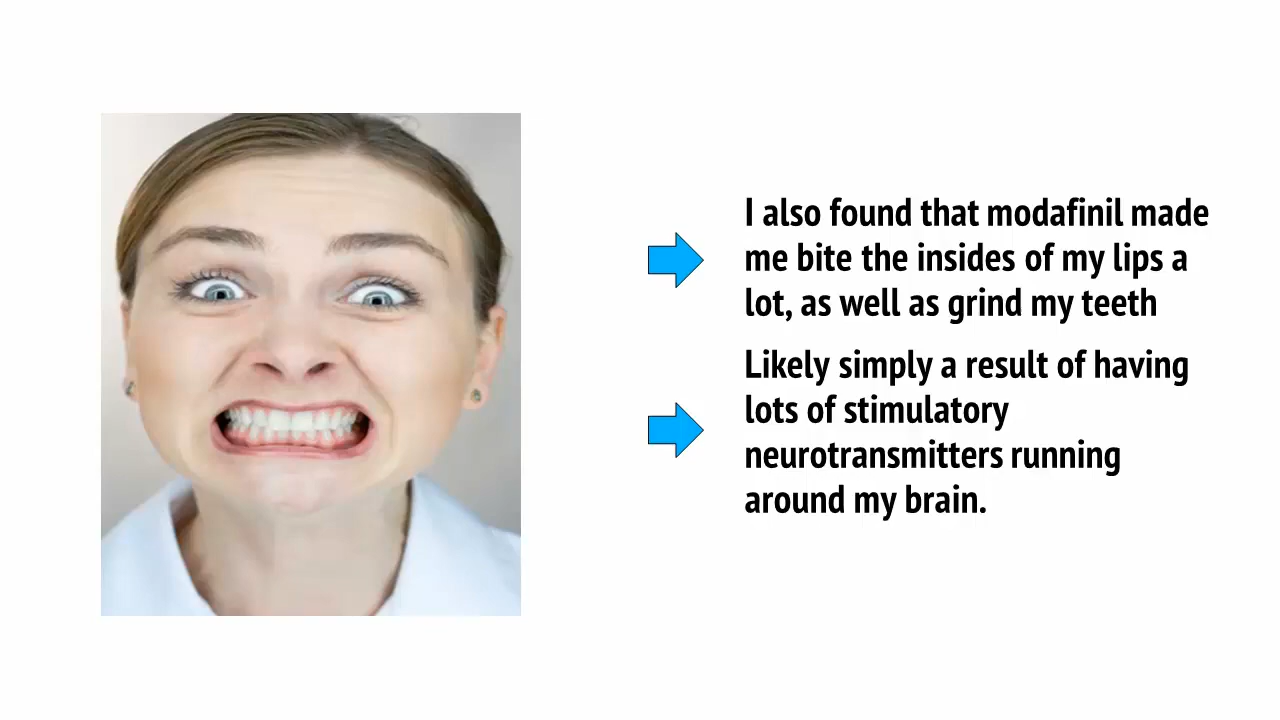 I also found that modafinil made
me bite the insides of my lips a
lot, as well as grind my teeth
Likely simply a result of having
lots of stimulatory
neurotransmitters running
around my brain.